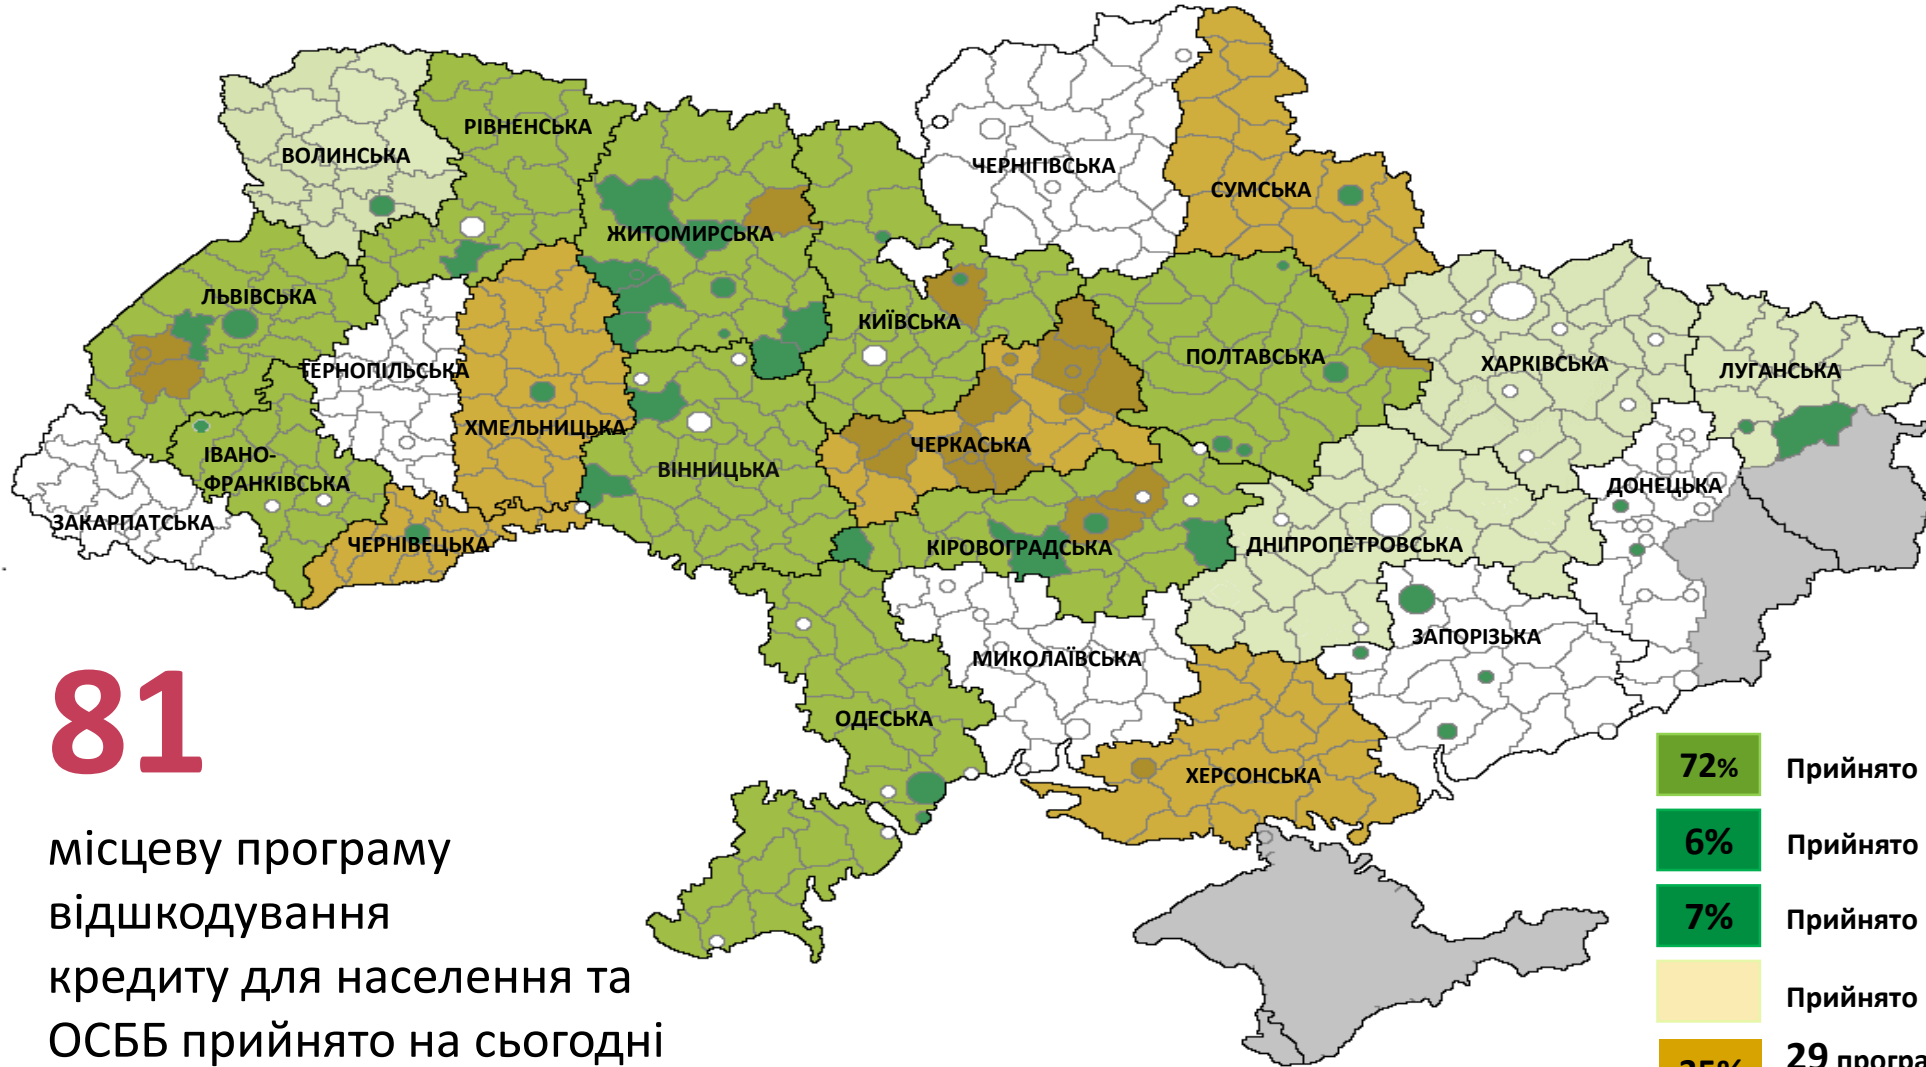 РІВНЕНСЬКА
ВОЛИНСЬКА
ЧЕРНІГІВСЬКА
СУМСЬКА
ЖИТОМИРСЬКА
ЛЬВІВСЬКА
КИЇВСЬКА
ПОЛТАВСЬКА
ХАРКІВСЬКА
ЛУГАНСЬКА
ТЕРНОПІЛЬСЬКА
ХМЕЛЬНИЦЬКА
ЧЕРКАСЬКА
ІВАНО-
ФРАНКІВСЬКА
ВІННИЦЬКА
ДОНЕЦЬКА
ЗАКАРПАТСЬКА
ЧЕРНІВЕЦЬКА
КІРОВОГРАДСЬКА
ДНІПРОПЕТРОВСЬКА
ЗАПОРІЗЬКА
МИКОЛАЇВСЬКА
ОДЕСЬКА
ХЕРСОНСЬКА
81
місцеву програму
відшкодування
кредиту для населення та
ОСББ прийнято на сьогодні
72% Прийнято
6% Прийнято
7% Прийнято
Прийнято
29 програ